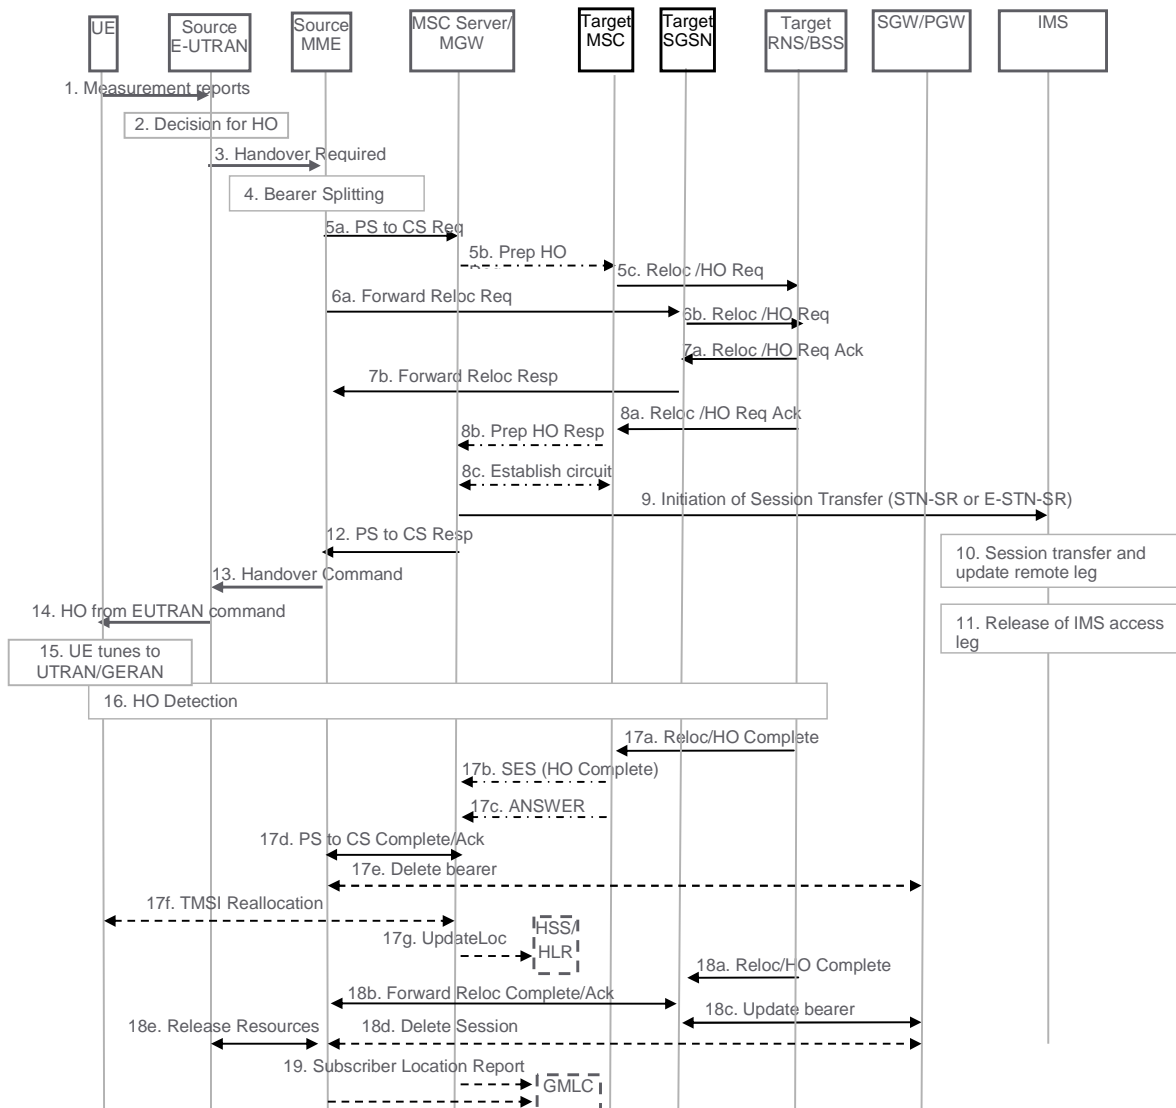 UE
Source
E-UTRAN
Source
MME
MSC Server/
MGW
Target
MSC
Target
SGSN
Target
RNS/BSS
SGW/PGW
IMS
1. Measurement reports
2. Decision for HO
3. Handover Required
4. Bearer Splitting
5a. PS to CS Req
5b. Prep HO
5c. Reloc /HO Req
6a. Forward Reloc Req
6b. Reloc /HO Req
7a. Reloc /HO Req Ack
7b. Forward Reloc Resp
8a. Reloc /HO Req Ack
8b. Prep HO Resp
8c. Establish circuit
9. Initiation of Session Transfer (STN-SR or E-STN-SR)
12. PS to CS Resp
10. Session transfer and
update remote leg
13. Handover Command
14. HO from EUTRAN command
11. Release of IMS access
leg
15. UE tunes to
UTRAN/GERAN
16. HO Detection
17a. Reloc/HO Complete
17b. SES (HO Complete)
17c. ANSWER
17d. PS to CS Complete/Ack
17e. Delete bearer
17f. TMSI Reallocation
17g. UpdateLoc
HSS/
HLR
18a. Reloc/HO Complete
18b. Forward Reloc Complete/Ack
18c. Update bearer
18e. Release Resources
18d. Delete Session
19. Subscriber Location Report
GMLC